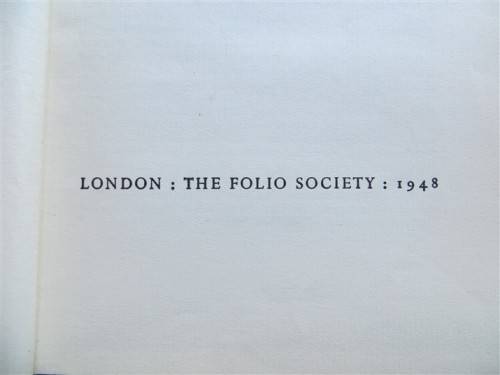 LONDON : THE FOLIO SOCIETY : 1948